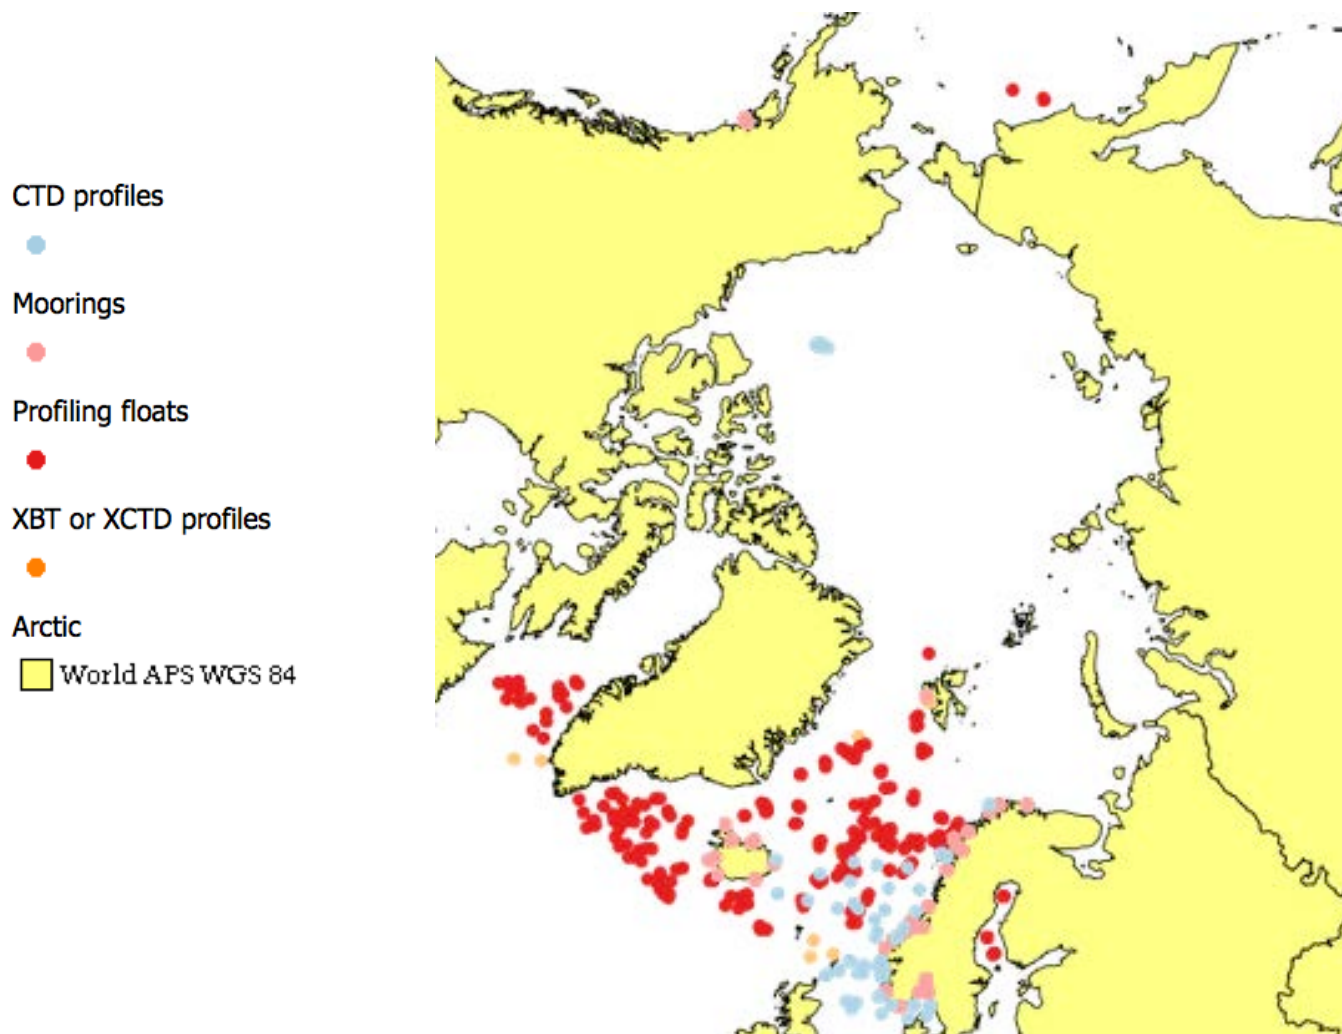 CTD profiles
Moorings
Profiling floats
XBT or XCTD profiles
Arctic
World APS WGS 84